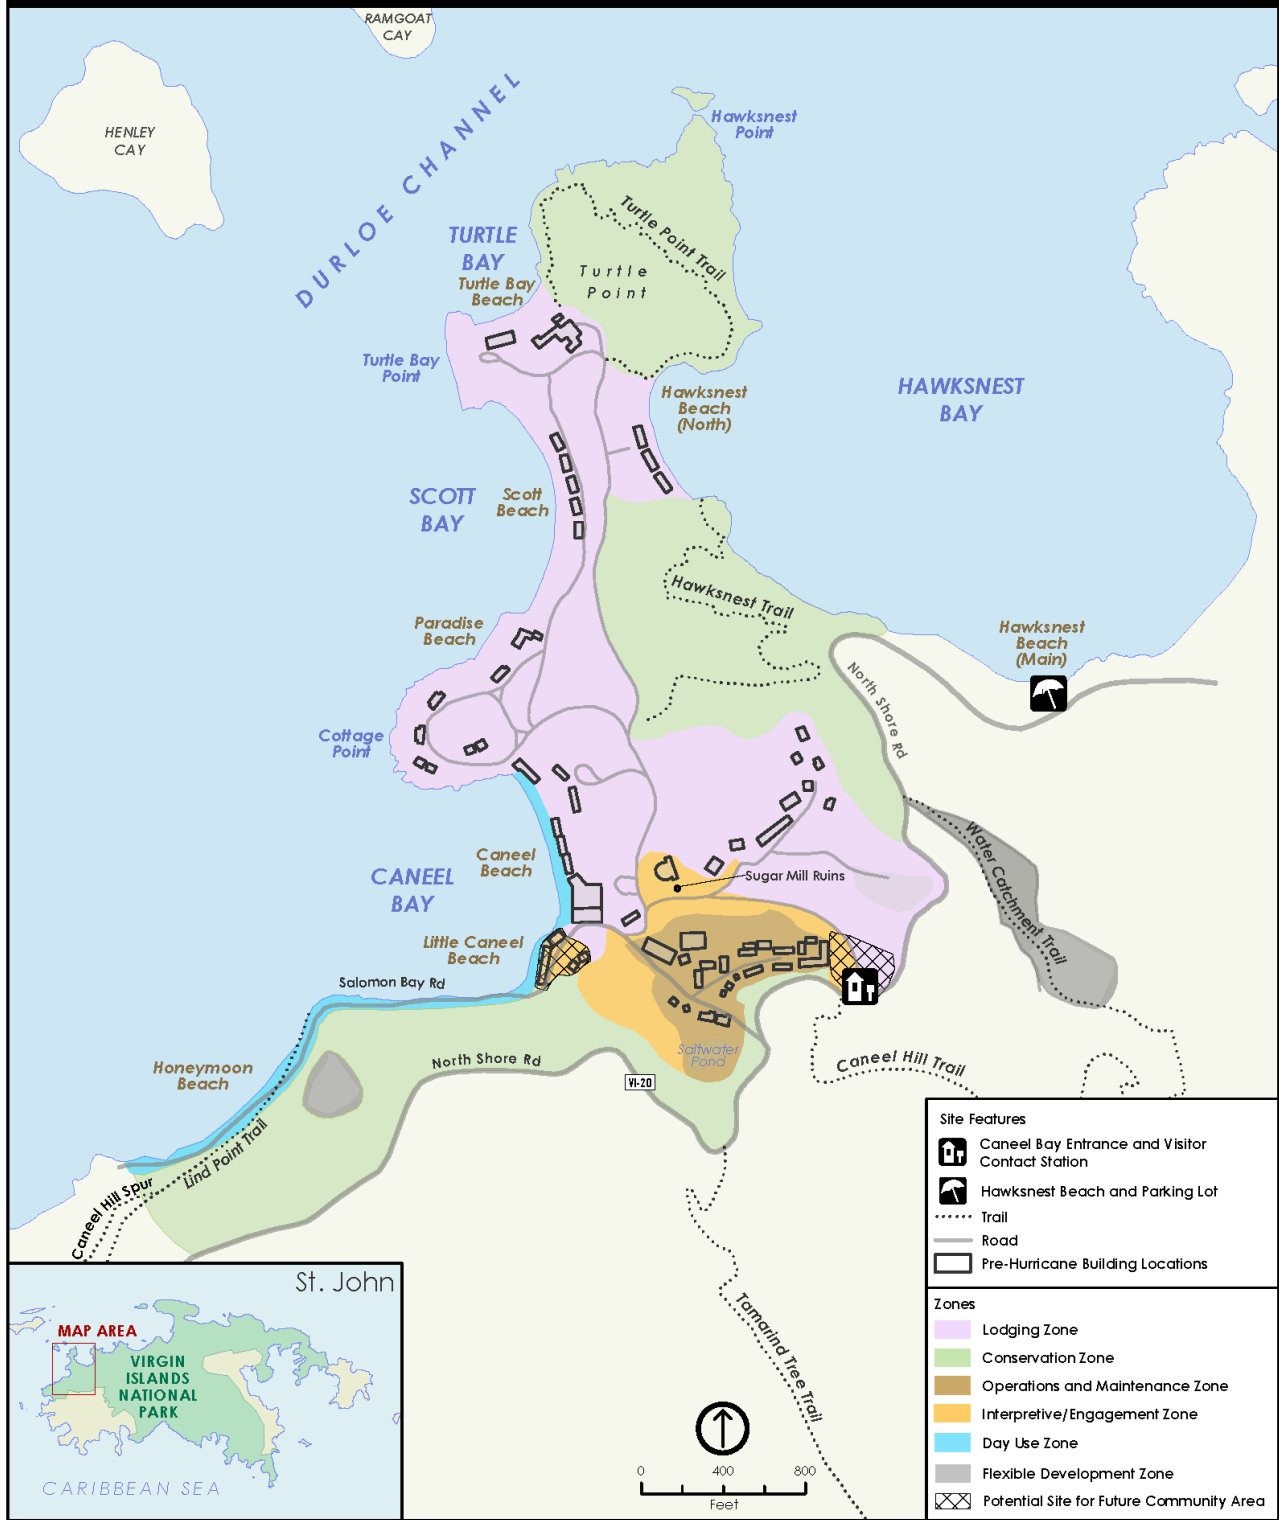 RAMGOAT
CAY
HENLEY
CAY
DURLOE CHANNEL
Hawksnest
Point
TURTLE
BAY
Turtle Point Trail
Turtle
Point
Turtle Bay
Beach
Turtle Bay
Point
Hawksnest
Beach
(North)
HAWKSNEST
BAY
SCOTT
BAY
Scott
Beach
Hawksnest Trail
Paradise
Beach
Hawksnest
Beach
(Main)
North Shore Rd
Cottage
Point
Caneel
Beach
CANEEL
BAY
Sugar Mill Ruins
Water Catchment Trail
Little Caneel
Beach
Salomon Bay Rd
North Shore Rd
Saltwater
Pond
Caneel Hill Trail
VI-20
Honeymoon
Beach
Lind Point Trail
Caneel Hill Spur
Tamarind Tree Trail
Site Features
Caneel Bay Entrance and Visitor
Contact Station
Hawksnest Beach and Parking Lot
Trail
Road
Pre-Hurricane Building Locations
Zones
Lodging Zone
Conservation Zone
Operations and Maintenance Zone
Interpretive/Engagement Zone
Day Use Zone
Flexible Development Zone
Potential Site for Future Community Area
St. John
MAP AREA
VIRGIN
ISLANDS
NATIONAL
PARK
CARIBBEAN SEA
0 400 800
Feet